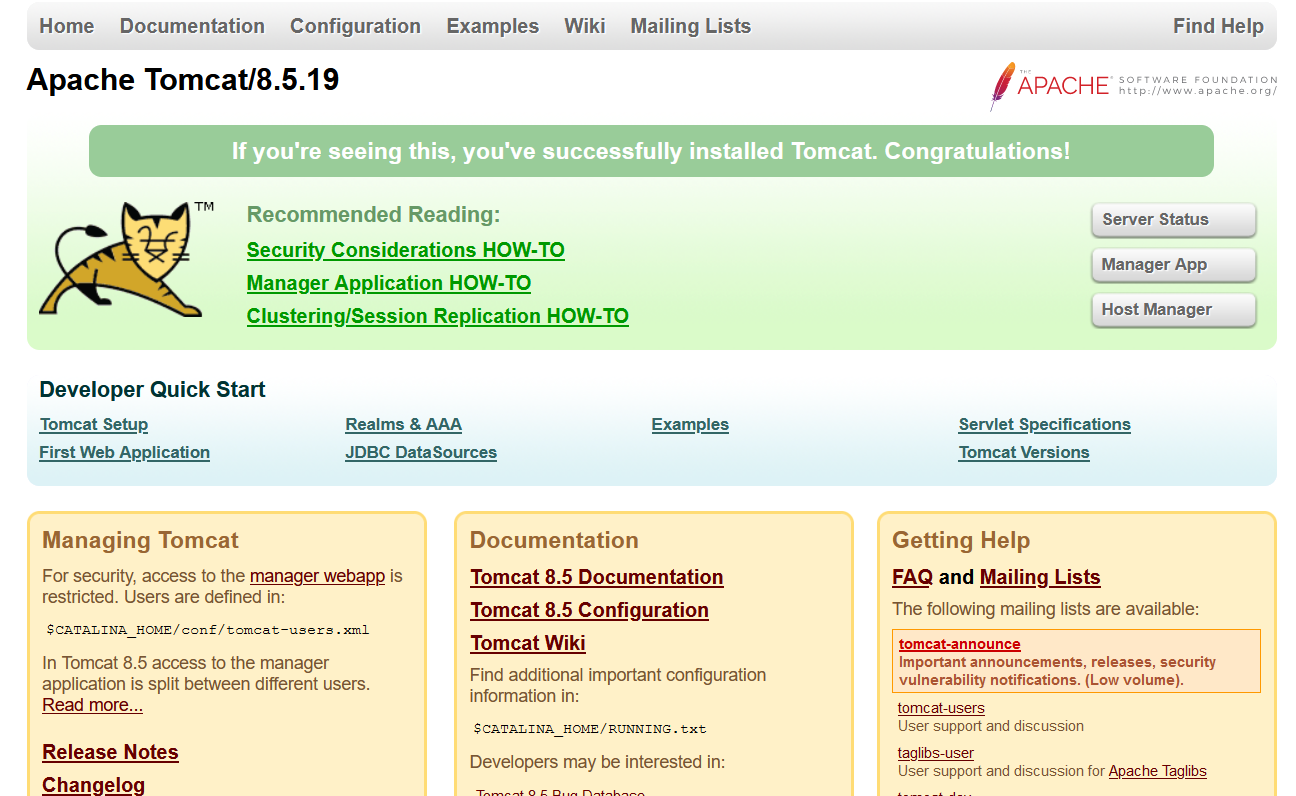 Home Documentation Configuration Examples Wiki Mailing Lists Find Help
Apache Tomcat/8.5.19
THE
APACHE® SOFTWARE FOUNDATION
http://www.apache.org/
If you're seeing this, you've successfully installed Tomcat. Congratulations!
TM
Recommended Reading:
Security Considerations HOW-TO
Manager Application HOW-TO
Clustering/Session Replication HOW-TO
Server Status
Manager App
Host Manager
Developer Quick Start
Tomcat Setup
First Web Application
Realms & AAA
JDBC DataSources
Examples
Servlet Specifications
Tomcat Versions
Managing Tomcat
For security, access to the manager webapp is
restricted. Users are defined in:
$CATALINA_HOME/conf/tomcat-users.xml
In Tomcat 8.5 access to the manager
application is split between different users.
Read more...
Release Notes
Changelog
Documentation
Tomcat 8.5 Documentation
Tomcat 8.5 Configuration
Tomcat Wiki
Find additional important configuration
information in:
$CATALINA_HOME/RUNNING.txt
Developers may be interested in:
Tomcat 8.5 Bug Database
Getting Help
FAQ and Mailing Lists
The following mailing lists are available:
tomcat-announce
Important announcements, releases, security
vulnerability notifications. (Low volume).
tomcat-users
User support and discussion
taglibs-user
User support and discussion for Apache Taglibs
tomcat-dev